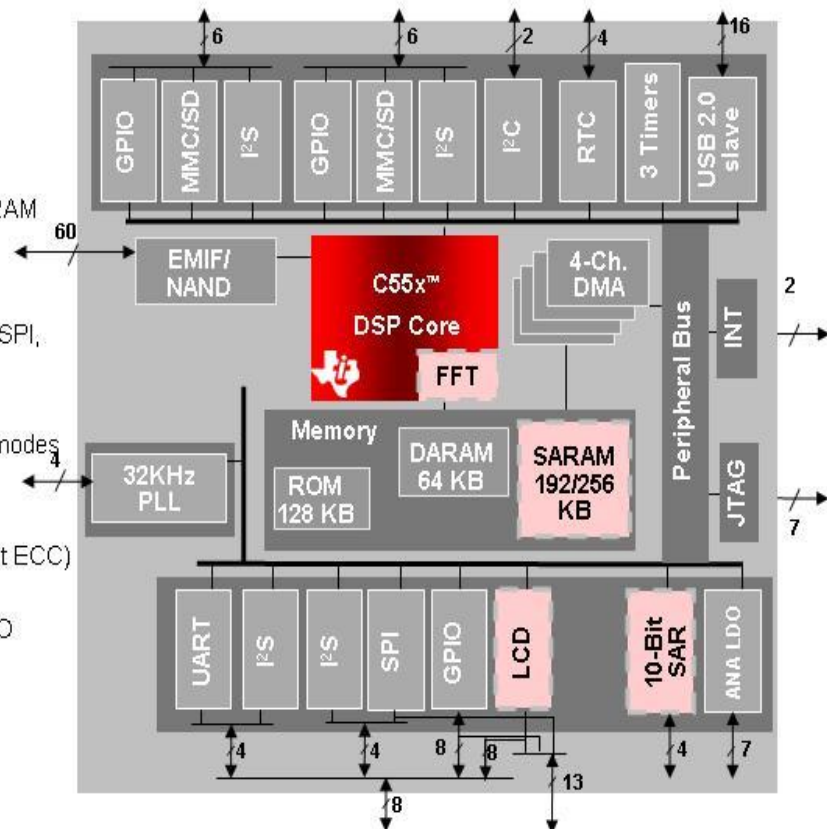 6
6
2
4
16
GPIO
MMC/SD
I²S
GPIO
MMC/SD
I²S
I²C
RTC
3 Timers
USB 2.0
slave
RAM
60
EMIF/
NAND
C55x™
DSP Core
FFT
4-Ch.
DMA
Peripheral Bus
2
INT
SPI,
modes
4
32KHz
PLL
Memory
ROM
128 KB
DARAM
64 KB
SARAM
192/256
KB
JTAG
7
t ECC)
O
UART
I²S
I²S
SPI
GPIO
LCD
10-Bit
SAR
ANA LDO
4
4
8
8
13
4
7
8
ti